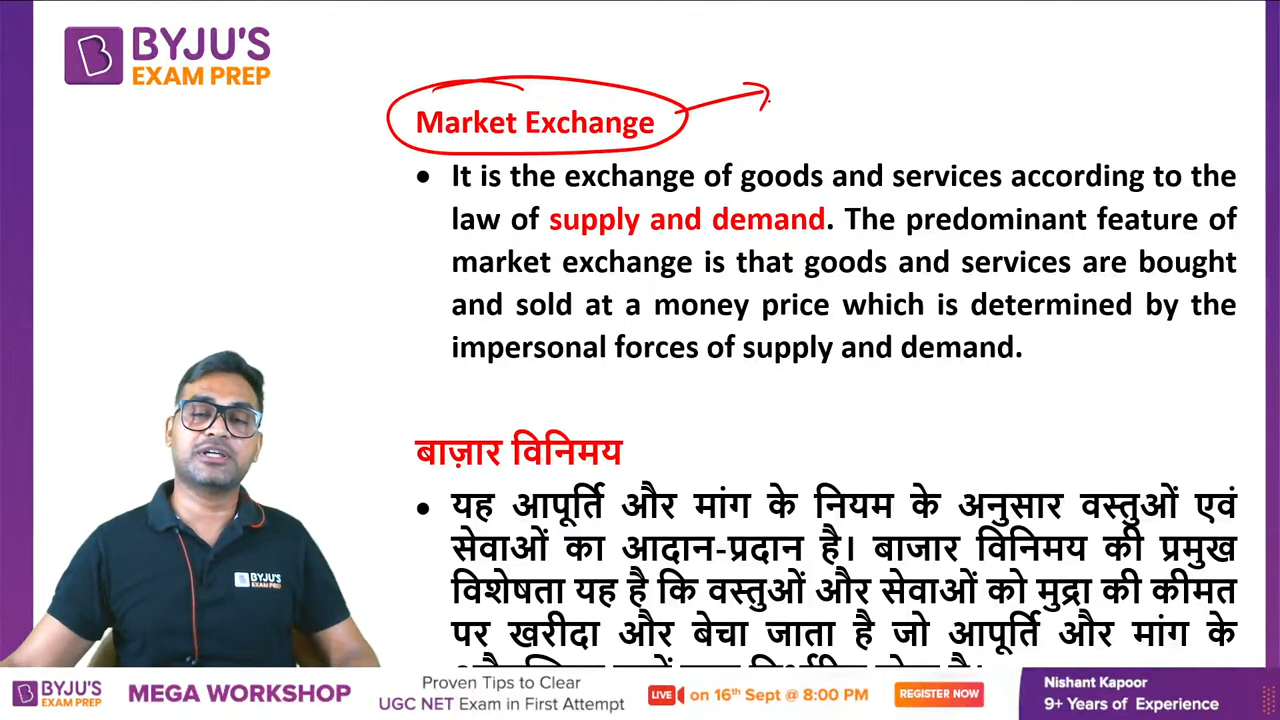 BYJU'S
EXAM PREP
Market Exchange
• It is the exchange of goods and services according to the
law of supply and demand. The predominant feature of
market exchange is that goods and services are bought
and sold at a money price which is determined by the
impersonal forces of supply and demand.
बाज़ार विनिमय
• यह आपूर्ति और मांग के नियम के अनुसार वस्तुओं एवं
सेवाओं का आदान-प्रदान है। बाजार विनिमय की प्रमुख
विशेषता यह है कि वस्तुओं और सेवाओं को मुद्रा की कीमत
पर खरीदा और बेचा जाता है जो आपूर्ति और मांग के
BYJU'S
EXAM PREP
BYJU'S
EXAM PREP
MEGA WORKSHOP
Proven Tips to Clear
UGC NET Exam in First Attempt
LIVE on 16th Sept @ 8:00 PM
REGISTER NOW
Nishant Kapoor
9+ Years of Experience